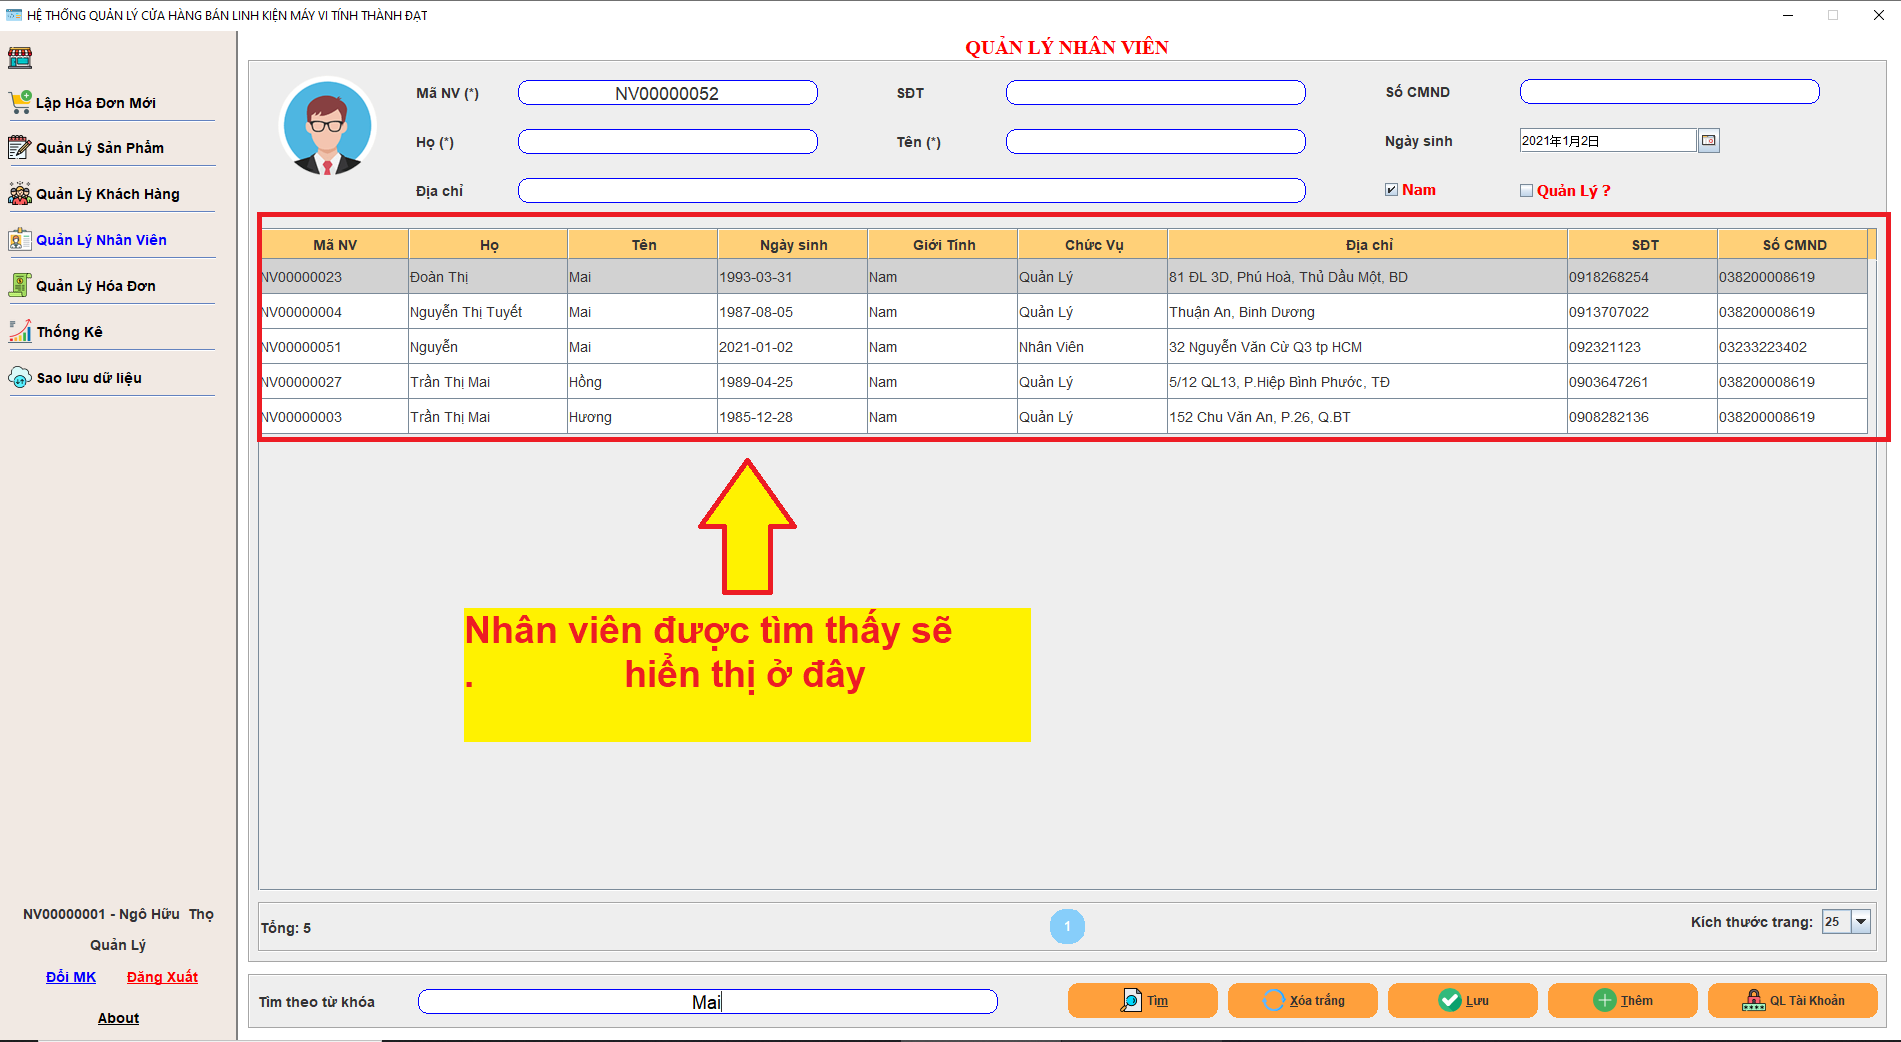 HỆ THỐNG QUẢN LÝ CỬA HÀNG BÁN LINH KIỆN MÁY VI TÍNH THÀNH ĐẠT
Lập Hóa Đơn Mới
Quản Lý Sản Phẩm
Quản Lý Khách Hàng
Quản Lý Nhân Viên
Quản Lý Hóa Đơn
Thống Kê
Sao lưu dữ liệu
NV00000001 - Ngô Hữu  Thọ
Quản Lý
Đổi MK Đăng Xuất
About
QUẢN LÝ NHÂN VIÊN
Mã NV (*) NV00000052 SĐT Số CMND
Họ (*) Tên (*) Ngày sinh 2021年1月2日
Địa chỉ Nam Quản Lý ?
Mã NV Họ Tên Ngày sinh Giới Tính Chức Vụ Địa chỉ SĐT Số CMND
NV00000023 Đoàn Thị Mai 1993-03-31 Nam Quản Lý 81 ĐL 3D, Phú Hoà, Thủ Dầu Một, BD 0918268254 038200008619
NV00000004 Nguyễn Thị Tuyết Mai 1987-08-05 Nam Quản Lý Thuận An, Binh Dương 0913707022 038200008619
NV00000051 Nguyễn Mai 2021-01-02 Nam Nhân Viên 32 Nguyễn Văn Cừ Q3 tp HCM 092321123 03233223402
NV00000027 Trần Thị Mai Hồng 1989-04-25 Nam Quản Lý 5/12 QL13, P.Hiệp Bình Phước, TĐ 0903647261 038200008619
NV00000003 Trần Thị Mai Hương 1985-12-28 Nam Quản Lý 152 Chu Văn An, P.26, Q.BT 0908282136 038200008619
Nhân viên được tìm thấy sẽ
. hiển thị ở đây
Tổng: 5 1 Kích thước trang: 25
Tìm theo từ khóa Mai Tìm Xóa trắng Lưu Thêm QL Tài Khoản